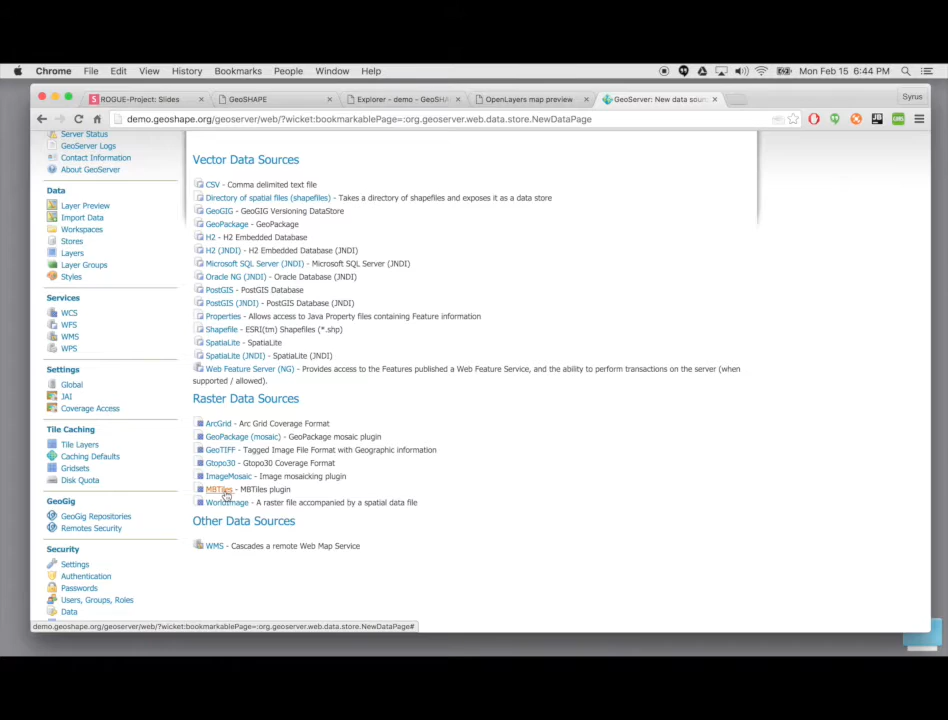 Chrome File Edit View History Bookmarks People Window Help Mon Feb 15 6:44 PM
ROGUE-Project: Slides GeoSHAPE Explorer - demo - GeoSHA OpenLayers map preview GeoServer: New data sourc Syrus
demo.geoshape.org/geoserver/web/?wicket:bookmarkablePage=:org.geoserver.web.data.store.NewDataPage
Server Status
GeoServer Logs
Contact Information
About GeoServer
Data
Layer Preview
Import Data
Workspaces
Stores
Layers
Layer Groups
Styles
Services
WCS
WFS
WMS
WPS
Settings
Global
JAI
Coverage Access
Tile Caching
Tile Layers
Caching Defaults
Gridsets
Disk Quota
GeoGig
GeoGig Repositories
Remotes Security
Security
Settings
Authentication
Passwords
Users, Groups, Roles
Data
Vector Data Sources
CSV - Comma delimited text file
Directory of spatial files (shapefiles) - Takes a directory of shapefiles and exposes it as a data store
GeoGIG - GeoGIG Versioning DataStore
GeoPackage - GeoPackage
H2 - H2 Embedded Database
H2 (JNDI) - H2 Embedded Database (JNDI)
Microsoft SQL Server (JNDI) - Microsoft SQL Server (JNDI)
Oracle NG (JNDI) - Oracle Database (JNDI)
PostGIS - PostGIS Database
PostGIS (JNDI) - PostGIS Database (JNDI)
Properties - Allows access to Java Property files containing Feature information
Shapefile - ESRI(tm) Shapefiles (*.shp)
SpatiaLite - SpatiaLite
SpatiaLite (JNDI) - SpatiaLite (JNDI)
Web Feature Server (NG) - Provides access to the Features published a Web Feature Service, and the ability to perform transactions on the server (when
supported / allowed).
Raster Data Sources
ArcGrid - Arc Grid Coverage Format
GeoPackage (mosaic) - GeoPackage mosaic plugin
GeoTIFF - Tagged Image File Format with Geographic information
Gtopo30 - Gtopo30 Coverage Format
ImageMosaic - Image mosaicking plugin
MBTiles - MBTiles plugin
WorldImage - A raster file accompanied by a spatial data file
Other Data Sources
WMS - Cascades a remote Web Map Service
demo.geoshape.org/geoserver/web/?wicket:bookmarkablePage=:org.geoserver.web.data.store.NewDataPage#